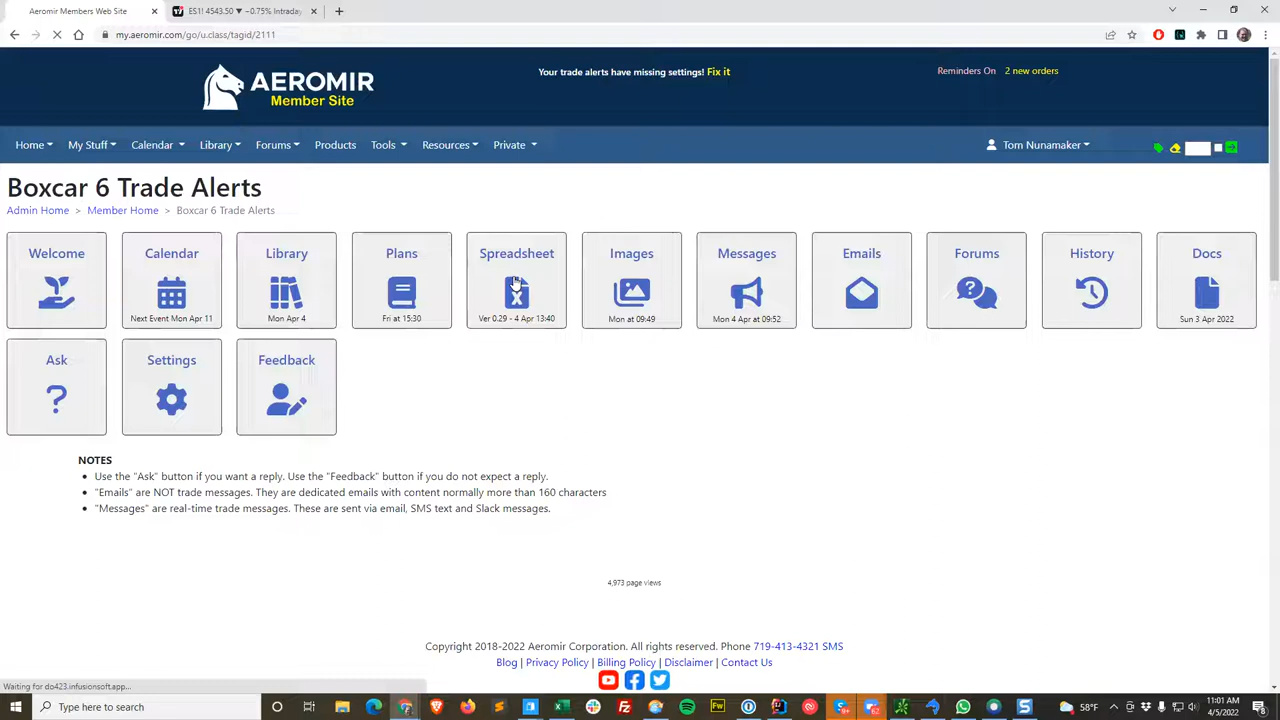 Aeromir Members Web Site
ES1! 4543.50 ▼ −0.75% Intraday
my.aeromir.com/go/u.class/tagid/2111
AEROMIR
Member Site
Your trade alerts have missing settings! Fix it
Reminders On 2 new orders
Home My Stuff Calendar Library Forums Products Tools Resources Private Tom Nunamaker
Boxcar 6 Trade Alerts
Admin Home > Member Home > Boxcar 6 Trade Alerts
Welcome Calendar Library Plans Spreadsheet Images Messages Emails Forums History Docs
Next Event Mon Apr 11 Mon Apr 4 Fri at 15:30 Ver 0.29 - 4 Apr 13:40 Mon at 09:49 Mon 4 Apr at 09:52 Sun 3 Apr 2022
Ask Settings Feedback
NOTES
• Use the "Ask" button if you want a reply. Use the "Feedback" button if you do not expect a reply.
• "Emails" are NOT trade messages. They are dedicated emails with content normally more than 160 characters
• "Messages" are real-time trade messages. These are sent via email, SMS text and Slack messages.
4,973 page views
Copyright 2018-2022 Aeromir Corporation. All rights reserved. Phone 719-413-4321 SMS
Blog | Privacy Policy | Billing Policy | Disclaimer | Contact Us
Waiting for do423.infusionsoft.app...
Type here to search
58°F
11:01 AM
4/5/2022